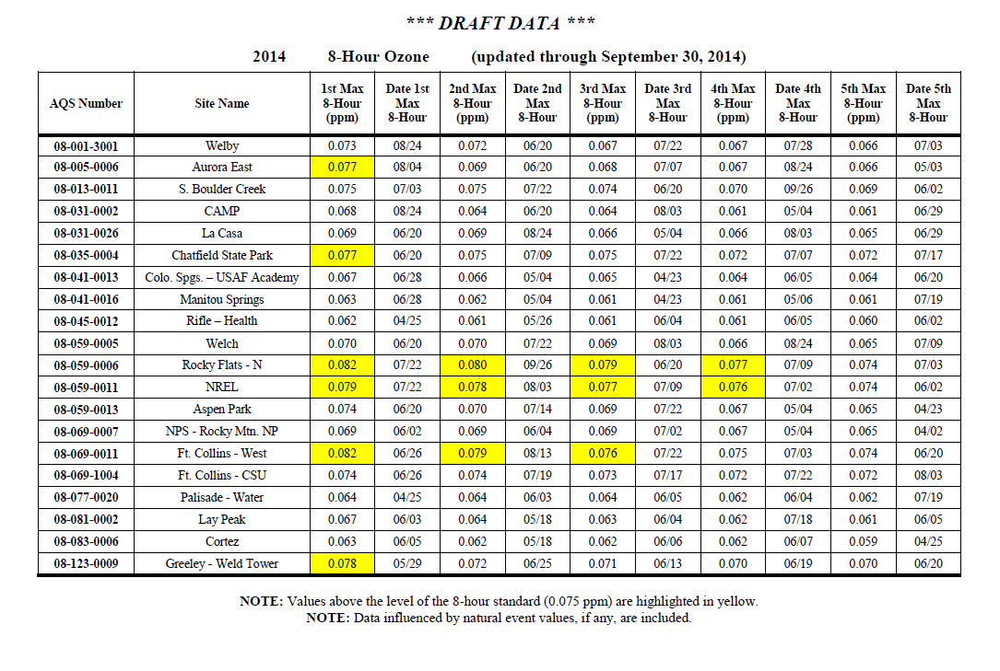 *** DRAFT DATA ***
2014 8-Hour Ozone (updated through September 30, 2014)
AQS Number Site Name 1st Max 8-Hour (ppm) Date 1st Max 8-Hour 2nd Max 8-Hour (ppm) Date 2nd Max 8-Hour 3rd Max 8-Hour (ppm) Date 3rd Max 8-Hour 4th Max 8-Hour (ppm) Date 4th Max 8-Hour 5th Max 8-Hour (ppm) Date 5th Max 8-Hour
08-001-3001 Welby 0.073 08/24 0.072 06/20 0.067 07/22 0.067 07/28 0.066 07/03
08-005-0006 Aurora East 0.077 08/04 0.069 06/20 0.068 07/07 0.067 08/24 0.066 05/03
08-013-0011 S. Boulder Creek 0.075 07/03 0.075 07/22 0.074 06/20 0.070 09/26 0.069 06/02
08-031-0002 CAMP 0.068 08/24 0.064 06/20 0.064 08/03 0.061 05/04 0.061 06/29
08-031-0026 La Casa 0.069 06/20 0.069 08/24 0.066 05/04 0.066 08/03 0.065 06/29
08-035-0004 Chatfield State Park 0.077 06/20 0.075 07/09 0.075 07/22 0.072 07/07 0.072 07/17
08-041-0013 Colo. Spgs. – USAF Academy 0.067 06/28 0.066 05/04 0.065 04/23 0.064 06/05 0.064 06/20
08-041-0016 Manitou Springs 0.063 06/28 0.062 05/04 0.061 04/23 0.061 05/06 0.061 07/19
08-045-0012 Rifle – Health 0.062 04/25 0.061 05/26 0.061 06/04 0.061 06/05 0.060 06/02
08-059-0005 Welch 0.070 06/20 0.070 07/22 0.069 08/03 0.066 08/24 0.065 07/09
08-059-0006 Rocky Flats - N 0.082 07/22 0.080 09/26 0.079 06/20 0.077 07/09 0.074 07/03
08-059-0011 NREL 0.079 07/22 0.078 08/03 0.077 07/09 0.076 07/02 0.074 06/02
08-059-0013 Aspen Park 0.074 06/20 0.070 07/14 0.069 07/22 0.067 05/04 0.065 04/23
08-069-0007 NPS - Rocky Mtn. NP 0.069 06/02 0.069 06/04 0.069 07/02 0.067 05/04 0.065 04/02
08-069-0011 Ft. Collins - West 0.082 06/26 0.079 08/13 0.076 07/22 0.075 07/03 0.074 06/20
08-069-1004 Ft. Collins - CSU 0.074 06/26 0.074 07/19 0.073 07/17 0.072 07/22 0.072 08/03
08-077-0020 Palisade - Water 0.064 04/25 0.064 06/03 0.064 06/05 0.062 06/04 0.062 07/19
08-081-0002 Lay Peak 0.067 06/03 0.064 05/18 0.063 06/04 0.062 07/18 0.061 06/05
08-083-0006 Cortez 0.063 06/05 0.062 05/18 0.062 06/06 0.062 06/07 0.059 04/25
08-123-0009 Greeley - Weld Tower 0.078 05/29 0.072 06/25 0.071 06/13 0.070 06/19 0.070 06/20
NOTE: Values above the level of the 8-hour standard (0.075 ppm) are highlighted in yellow.
NOTE: Data influenced by natural event values, if any, are included.